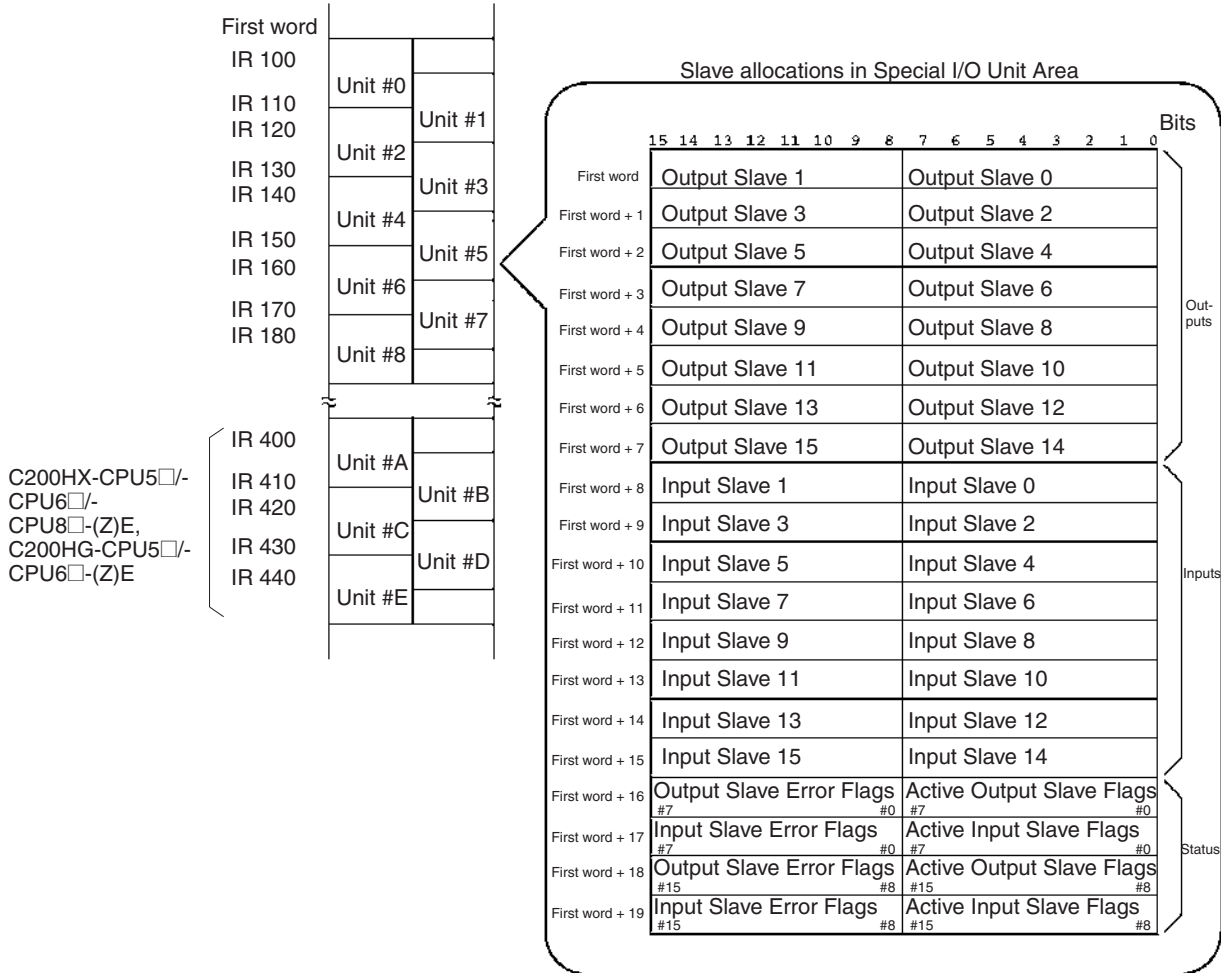 First word
IR 100
IR 110
IR 120
IR 130
IR 140
IR 150
IR 160
IR 170
IR 180
Unit #0
Unit #1
Unit #2
Unit #3
Unit #4
Unit #5
Unit #6
Unit #7
Unit #8
C200HX-CPU5□/-
CPU6□/-
CPU8□-(Z)E,
C200HG-CPU5□/-
CPU6□-(Z)E
IR 400
IR 410
IR 420
IR 430
IR 440
Unit #A
Unit #B
Unit #C
Unit #D
Unit #E
Slave allocations in Special I/O Unit Area
Bits
15 14 13 12 11 10 9 8 7 6 5 4 3 2 1 0
First word Output Slave 1 Output Slave 0
First word + 1 Output Slave 3 Output Slave 2
First word + 2 Output Slave 5 Output Slave 4
First word + 3 Output Slave 7 Output Slave 6
First word + 4 Output Slave 9 Output Slave 8
First word + 5 Output Slave 11 Output Slave 10
First word + 6 Output Slave 13 Output Slave 12
First word + 7 Output Slave 15 Output Slave 14
Out-
puts
First word + 8 Input Slave 1 Input Slave 0
First word + 9 Input Slave 3 Input Slave 2
First word + 10 Input Slave 5 Input Slave 4
First word + 11 Input Slave 7 Input Slave 6
First word + 12 Input Slave 9 Input Slave 8
First word + 13 Input Slave 11 Input Slave 10
First word + 14 Input Slave 13 Input Slave 12
First word + 15 Input Slave 15 Input Slave 14
Inputs
First word + 16 Output Slave Error Flags Active Output Slave Flags
#7 #0 #7 #0
First word + 17 Input Slave Error Flags Active Input Slave Flags
#7 #0 #7 #0
First word + 18 Output Slave Error Flags Active Output Slave Flags
#15 #8 #15 #8
First word + 19 Input Slave Error Flags Active Input Slave Flags
#15 #8 #15 #8
Status